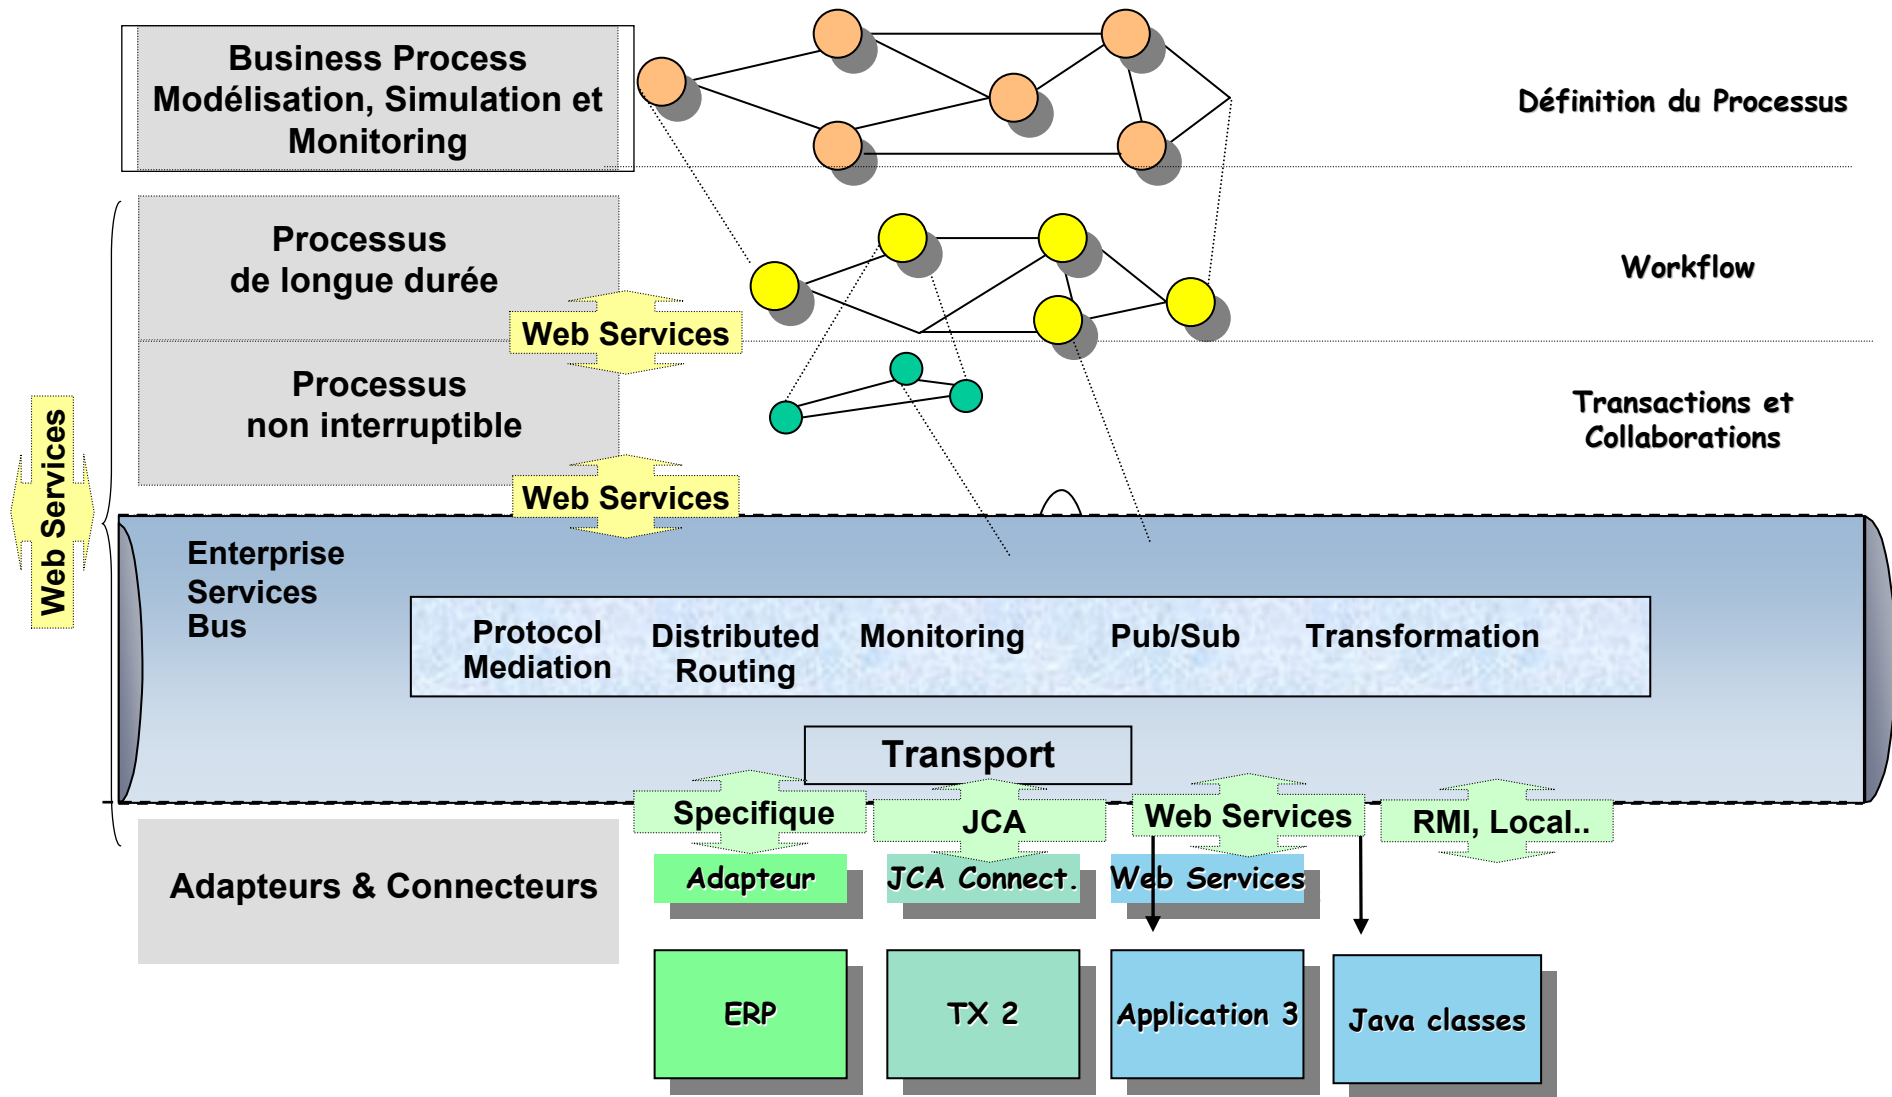 Business Process
Modélisation, Simulation et
Monitoring
Définition du Processus
Processus
de longue durée
Workflow
Web Services
Processus
non interruptible
Transactions et
Collaborations
Web Services
Web Services
Enterprise
Services
Bus
Protocol
Mediation
Distributed
Routing
Monitoring
Pub/Sub
Transformation
Transport
Specifique
JCA
Web Services
RMI, Local..
Adapteurs & Connecteurs
Adapteur
JCA Connect.
Web Services
ERP
TX 2
Application 3
Java classes